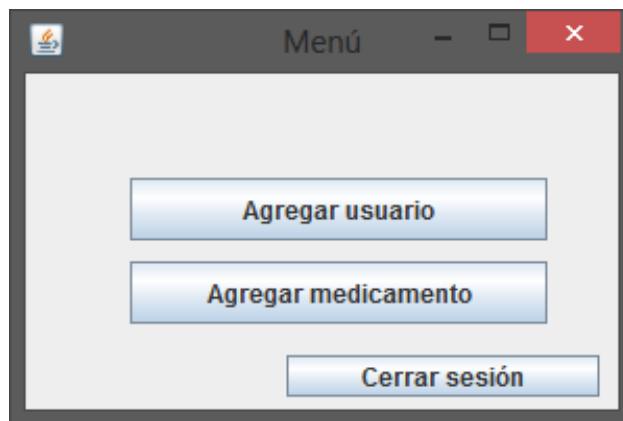 Menú
Agregar usuario
Agregar medicamento
Cerrar sesión